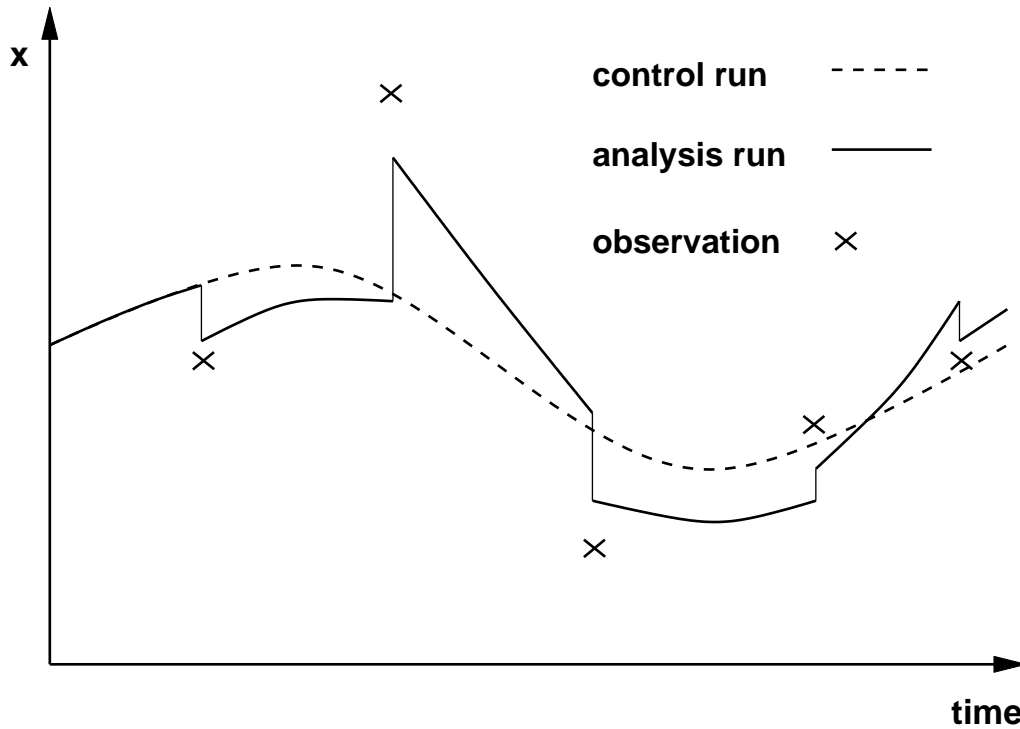 x
control run
analysis run
observation
time